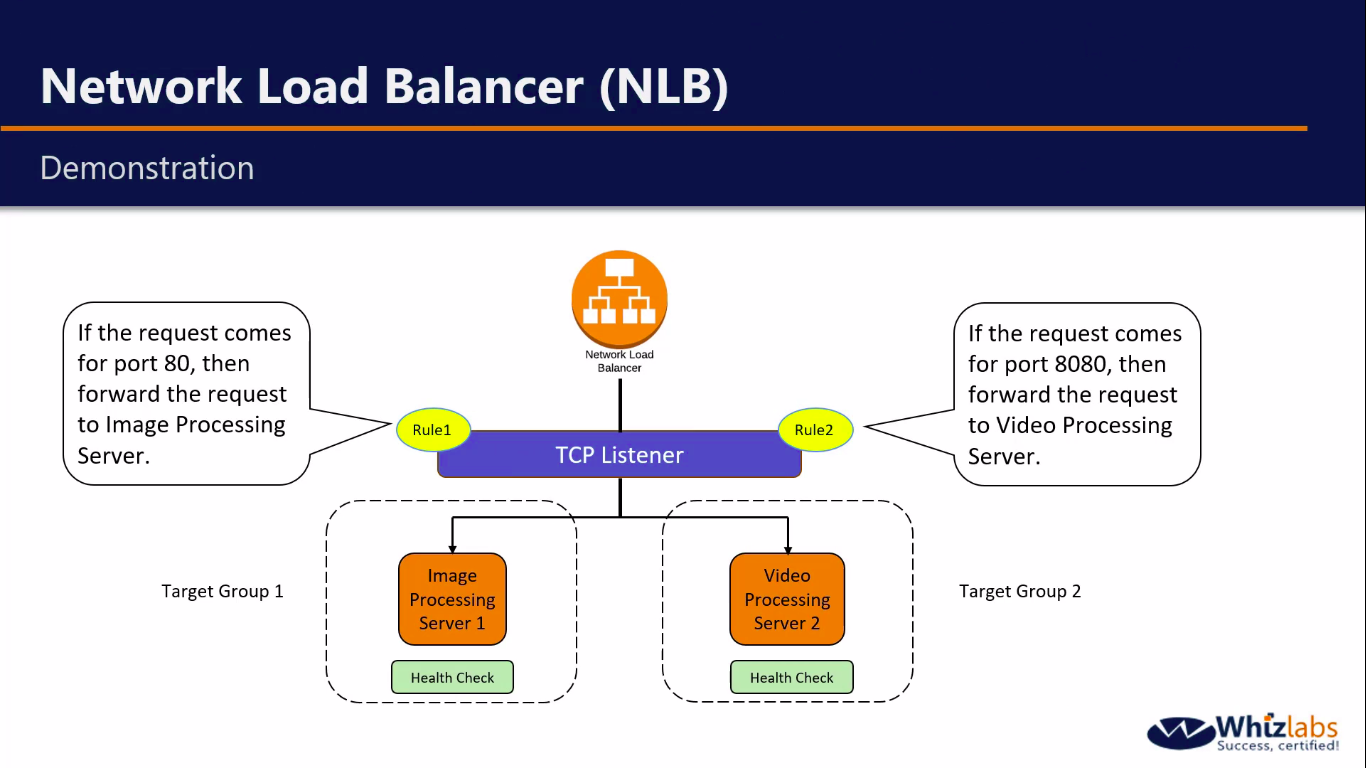 Network Load Balancer (NLB)
Demonstration
Network Load
Balancer
If the request comes
for port 80, then
forward the request
to Image Processing
Server.
If the request comes
for port 8080, then
forward the request
to Video Processing
Server.
Rule1
Rule2
TCP Listener
Target Group 1
Image
Processing
Server 1
Health Check
Video
Processing
Server 2
Health Check
Target Group 2
Whizlabs
Success, certified!